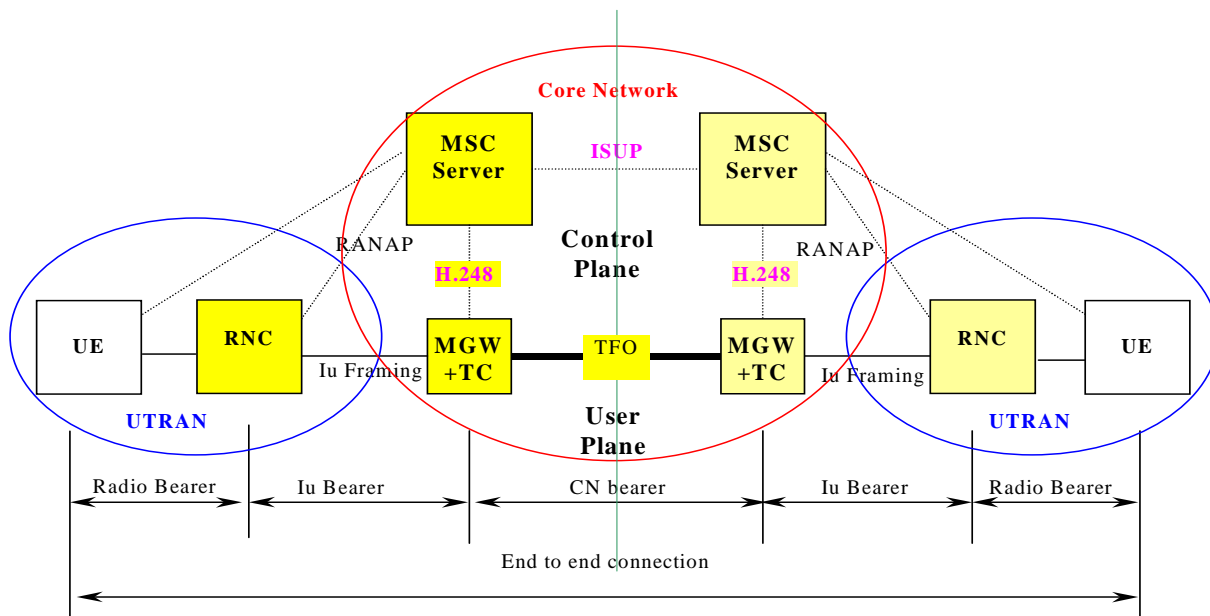 Core Network
MSC
Server
ISUP
MSC
Server
RANAP
Control
Plane
RANAP
H.248
H.248
UE
RNC
MGW
+TC
TFO
MGW
+TC
RNC
UE
Iu Framing
Iu Framing
UTRAN
User
Plane
UTRAN
Radio Bearer
Iu Bearer
CN bearer
Iu Bearer
Radio Bearer
End to end connection